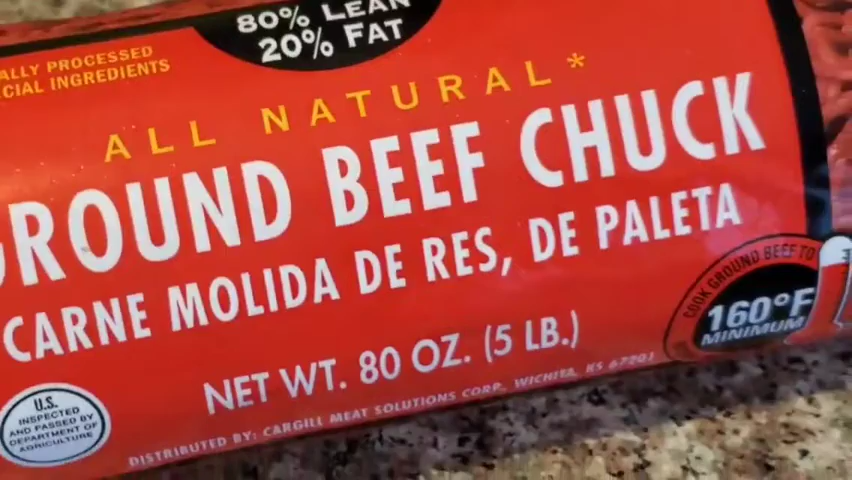 80% LEAN
20% FAT
ALLY PROCESSED
CIAL INGREDIENTS
ALL NATURAL*
GROUND BEEF CHUCK
CARNE MOLIDA DE RES, DE PALETA
COOK GROUND BEEF TO
160°F
MINIMUM
NET WT. 80 OZ. (5 LB.)
U.S.
INSPECTED
AND PASSED BY
DEPARTMENT OF
AGRICULTURE
DISTRIBUTED BY: CARGILL MEAT SOLUTIONS CORP., WICHITA, KS 67201